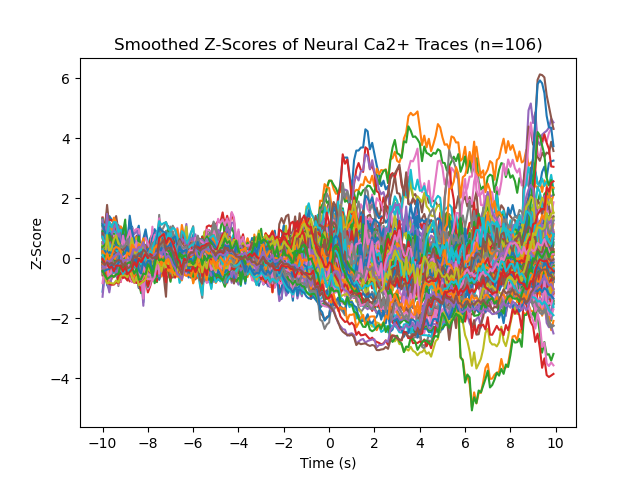 Smoothed Z-Scores of Neural Ca2+ Traces (n=106)
Z-Score
6
4
2
0
−2
−4
−10 −8 −6 −4 −2 0 2 4 6 8 10
Time (s)